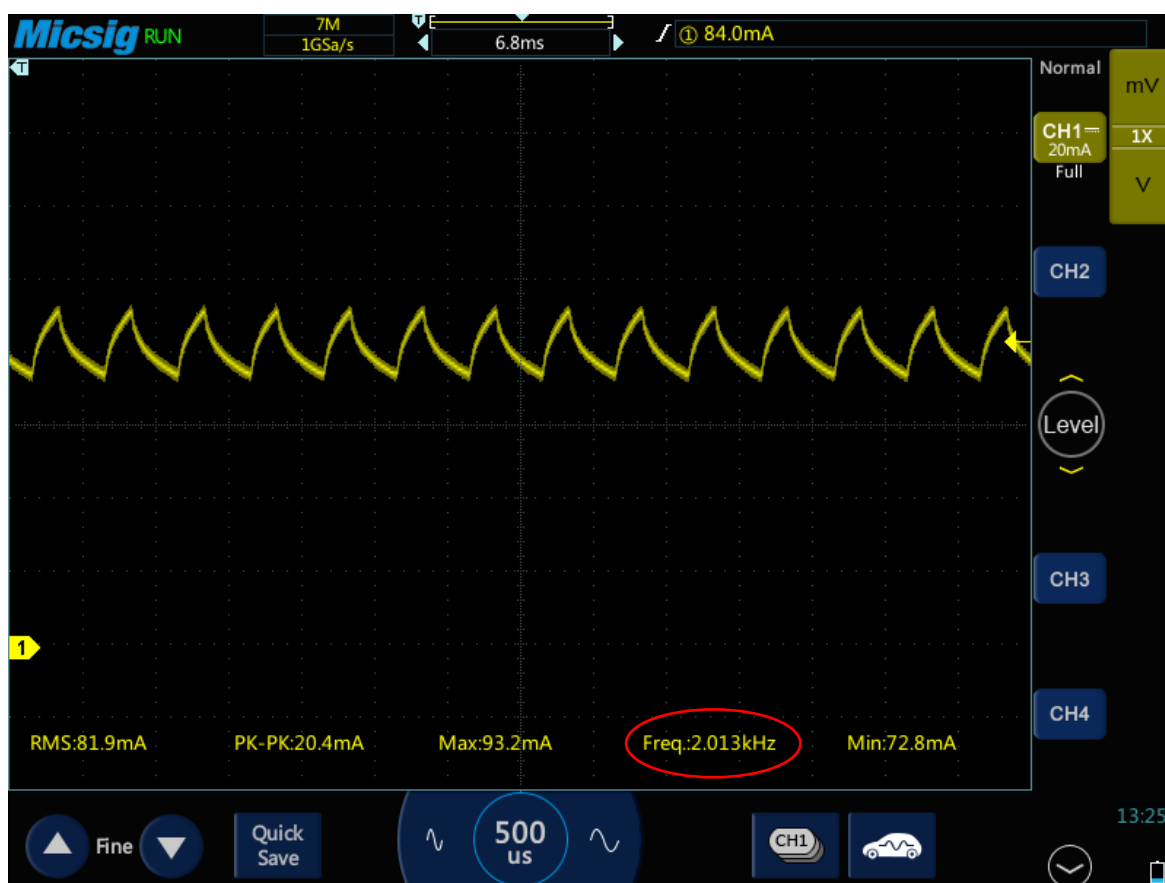 Micsig RUN
7M
1GSa/s
T
6.8ms
① 84.0mA
T
Normal
mV
CH1
20mA
Full
1X
V
CH2
Level
CH3
1
CH4
RMS:81.9mA PK-PK:20.4mA Max:93.2mA Freq.:2.013kHz Min:72.8mA
Fine
Quick
Save
500
us
CH1
13:25